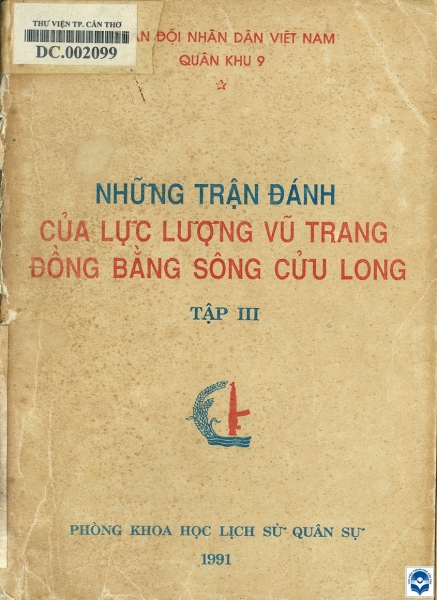 THƯ VIỆN TP. CẦN THƠ
DC.002099
ĐỘI NHÂN DÂN VIỆT NAM
QUÂN KHU 9
NHỮNG TRẬN ĐÁNH
CỦA LỰC LƯỢNG VŨ TRANG
ĐỒNG BẰNG SÔNG CỬU LONG
TẬP III
PHÒNG KHOA HỌC LỊCH SỬ QUÂN SỰ
1991